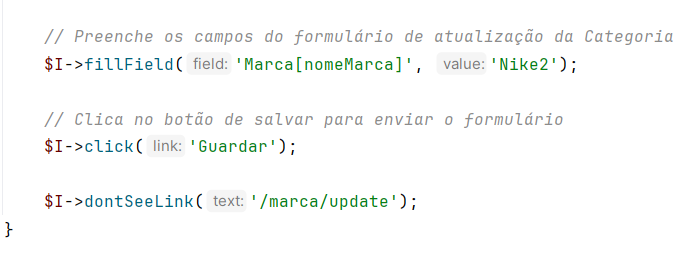 // Preenche os campos do formulário de atualização da Categoria
$I->fillField( field: 'Marca[nomeMarca]', value: 'Nike2');
// Clica no botão de salvar para enviar o formulário
$I->click( link: 'Guardar');
$I->dontSeeLink( text: '/marca/update');
}